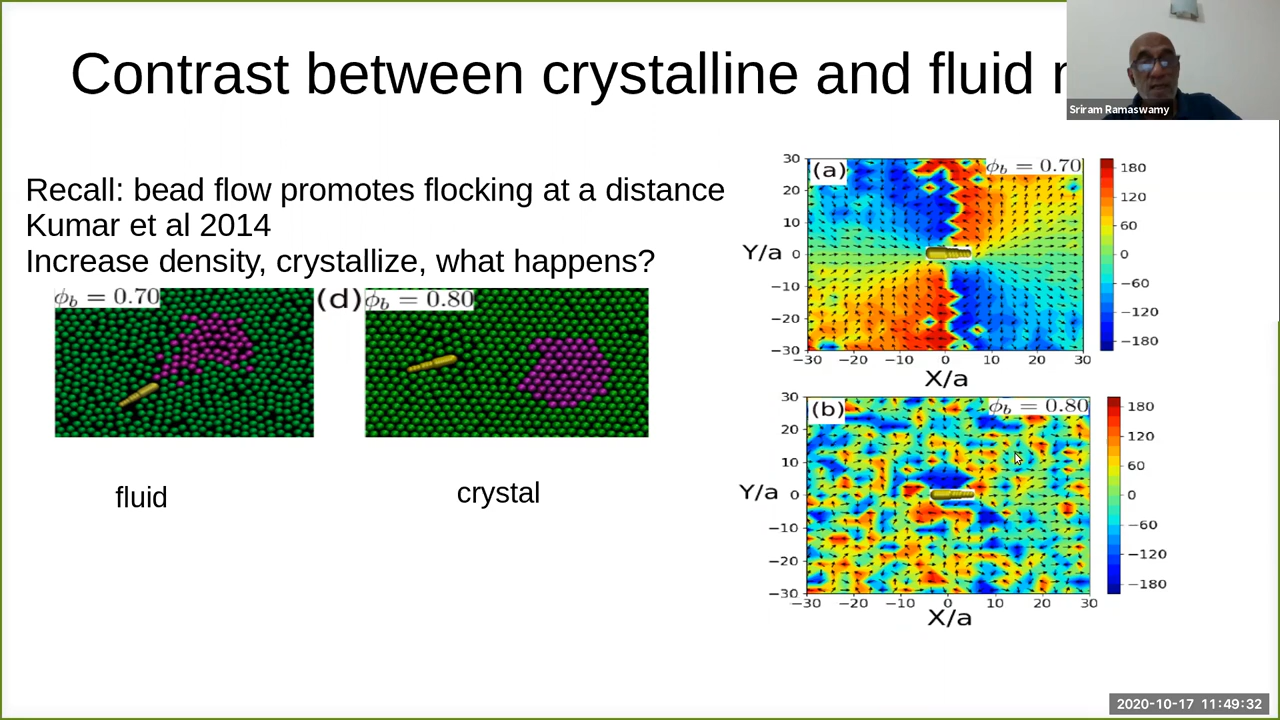 Contrast between crystalline and fluid
Sriram Ramaswamy
Recall: bead flow promotes flocking at a distance
Kumar et al 2014
Increase density, crystallize, what happens?
ϕ_b = 0.70
(d) ϕ_b = 0.80
fluid
crystal
(a) ϕ_b = 0.70
30
20
10
Y/a 0
−10
−20
−30
−30 −20 −10 0 10 20 30
X/a
180
120
60
0
−60
−120
−180
(b) ϕ_b = 0.80
30
20
10
Y/a 0
−10
−20
−30
−30 −20 −10 0 10 20 30
X/a
180
120
60
0
−60
−120
−180
2020-10-17 11:49:32